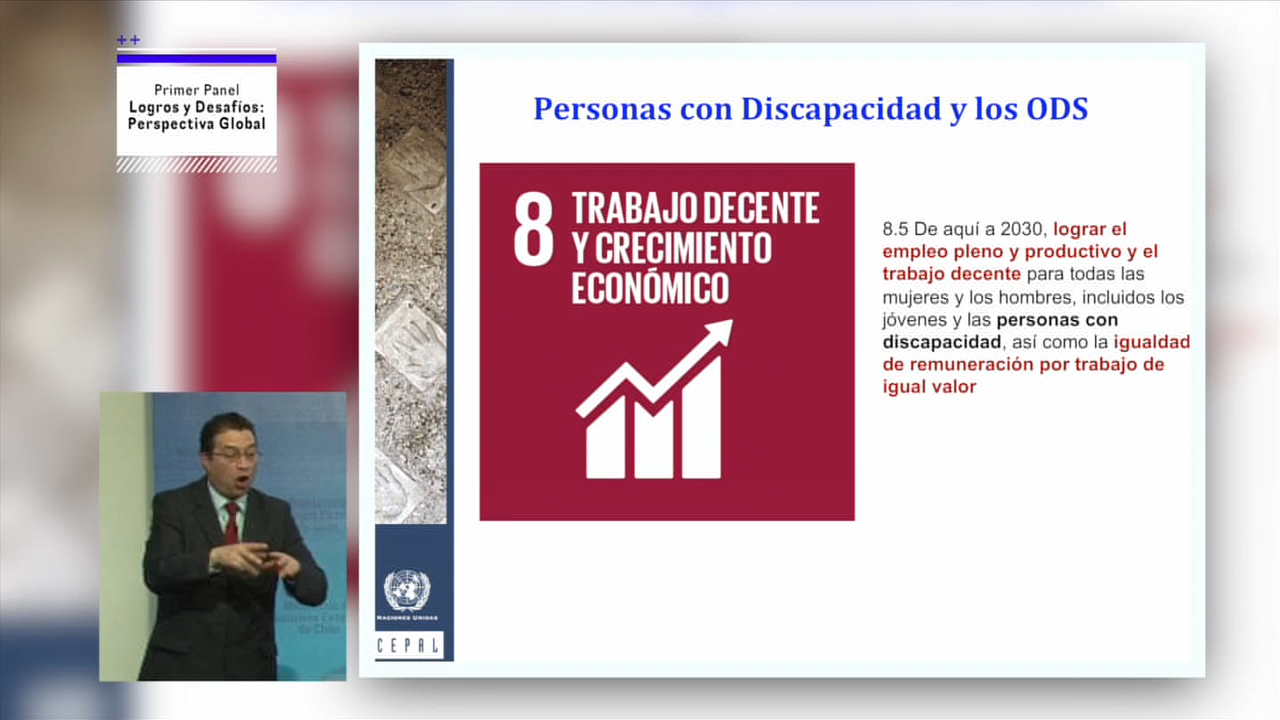 ++
Primer Panel
Logros y Desafíos:
Perspectiva Global
Personas con Discapacidad y los ODS
8 TRABAJO DECENTE
Y CRECIMIENTO
ECONÓMICO
8.5 De aquí a 2030, lograr el
empleo pleno y productivo y el
trabajo decente para todas las
mujeres y los hombres, incluidos los
jóvenes y las personas con
discapacidad, así como la igualdad
de remuneración por trabajo de
igual valor
NACIONES UNIDAS
CEPAL
de Chile